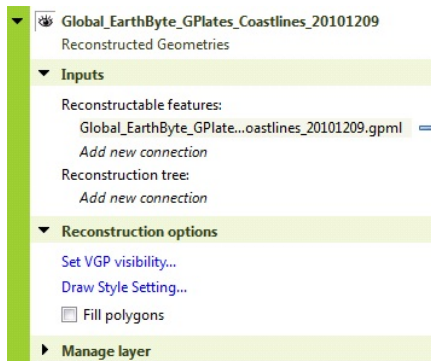 Global_EarthByte_GPlates_Coastlines_20101209
Reconstructed Geometries
Inputs
Reconstructable features:
Global_EarthByte_GPlate...oastlines_20101209.gpml
Add new connection
Reconstruction tree:
Add new connection
Reconstruction options
Set VGP visibility...
Draw Style Setting...
Fill polygons
Manage layer